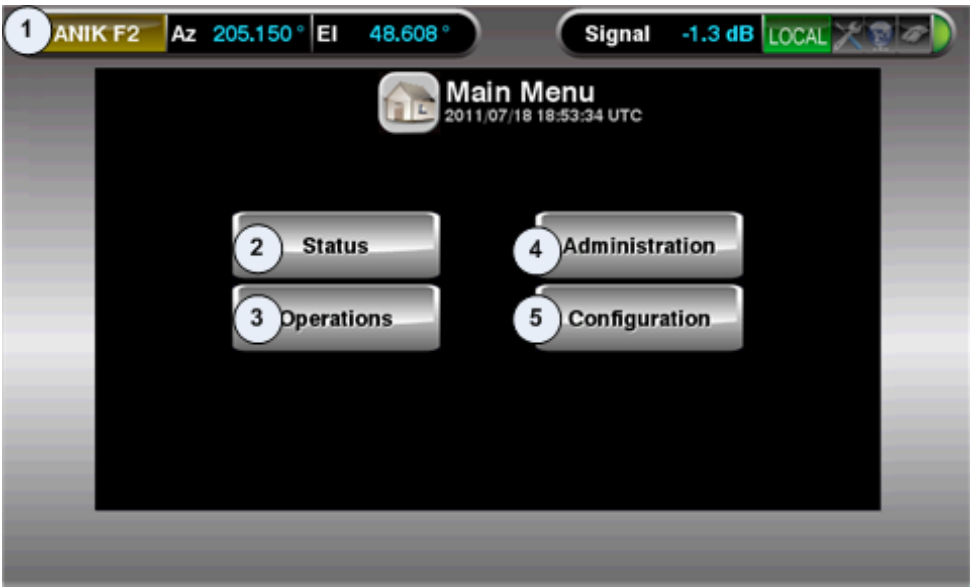 1 ANIK F2 Az 205.150° El 48.608° Signal -1.3 dB LOCAL
Main Menu
2011/07/18 18:53:34 UTC
2 Status
4 Administration
3 Operations
5 Configuration